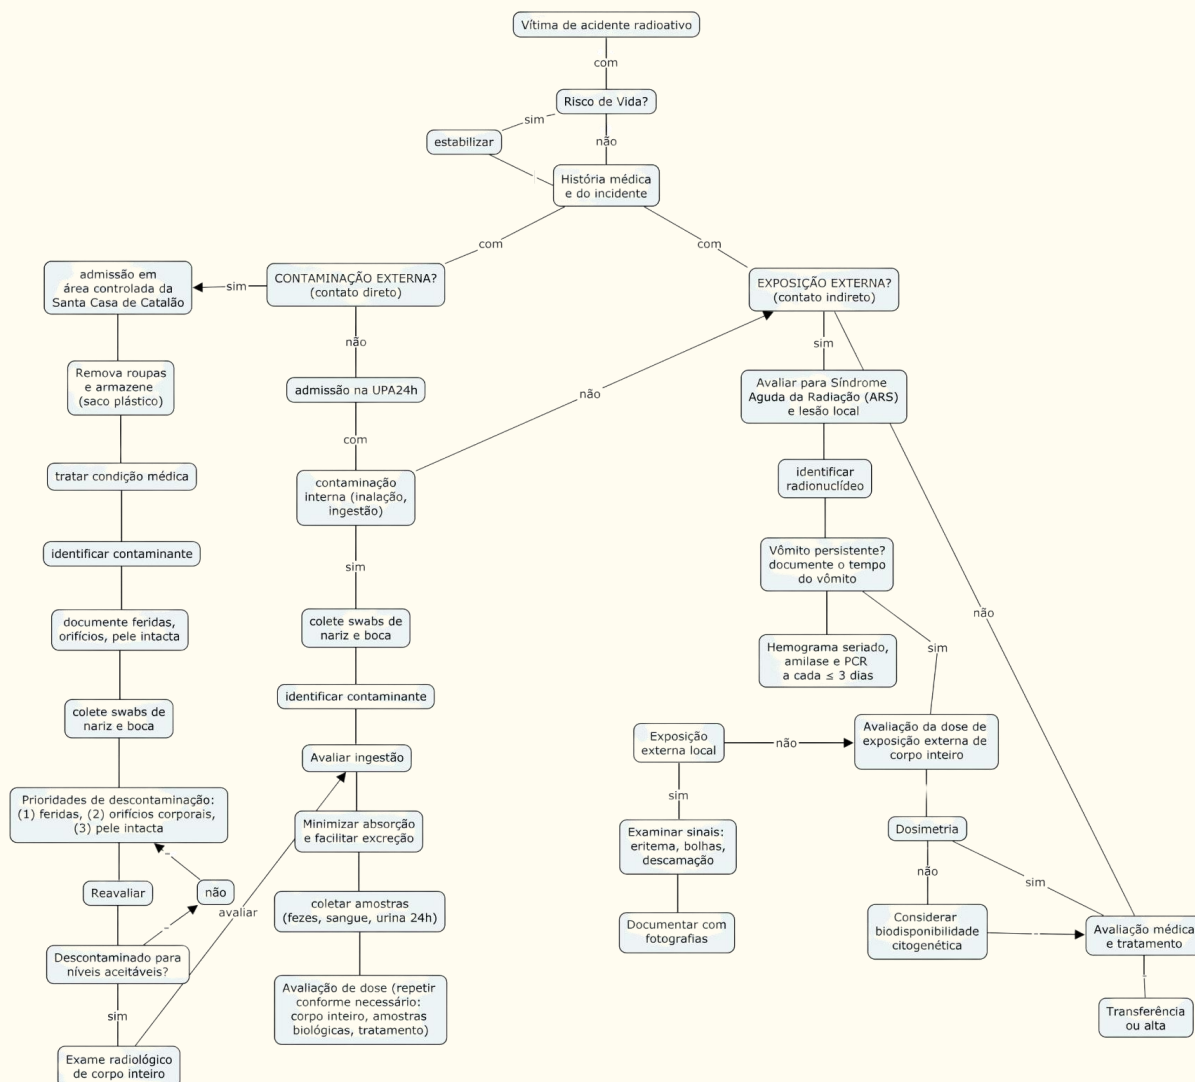 Vítima de acidente radioativo
com
Risco de Vida?
sim
estabilizar
não
História médica
e do incidente
com
com
CONTAMINAÇÃO EXTERNA?
(contato direto)
sim
admissão em
área controlada da
Santa Casa de Catalão
Remova roupas
e armazene
(saco plástico)
tratar condição médica
identificar contaminante
documente feridas,
orifícios, pele intacta
colete swabs de
nariz e boca
Prioridades de descontaminação:
(1) feridas, (2) orifícios corporais,
(3) pele intacta
Reavaliar
não
Descontaminado para
níveis aceitáveis?
sim
Exame radiológico
de corpo inteiro
avaliar
não
admissão na UPA24h
com
contaminação
interna (inalação,
ingestão)
não
sim
colete swabs de
nariz e boca
identificar contaminante
Avaliar ingestão
Minimizar absorção
e facilitar excreção
coletar amostras
(fezes, sangue, urina 24h)
Avaliação de dose (repetir
conforme necessário:
corpo inteiro, amostras
biológicas, tratamento)
EXPOSIÇÃO EXTERNA?
(contato indireto)
sim
Avaliar para Síndrome
Aguda da Radiação (ARS)
e lesão local
identificar
radionuclídeo
Vômito persistente?
documente o tempo
do vômito
Hemograma seriado,
amilase e PCR
a cada ≤ 3 dias
sim
não
Exposição
externa local
não
Avaliação da dose de
exposição externa de
corpo inteiro
sim
Examinar sinais:
eritema, bolhas,
descamação
Documentar com
fotografias
Dosimetria
não
sim
Considerar
biodisponibilidade
citogenética
Avaliação médica
e tratamento
Transferência
ou alta